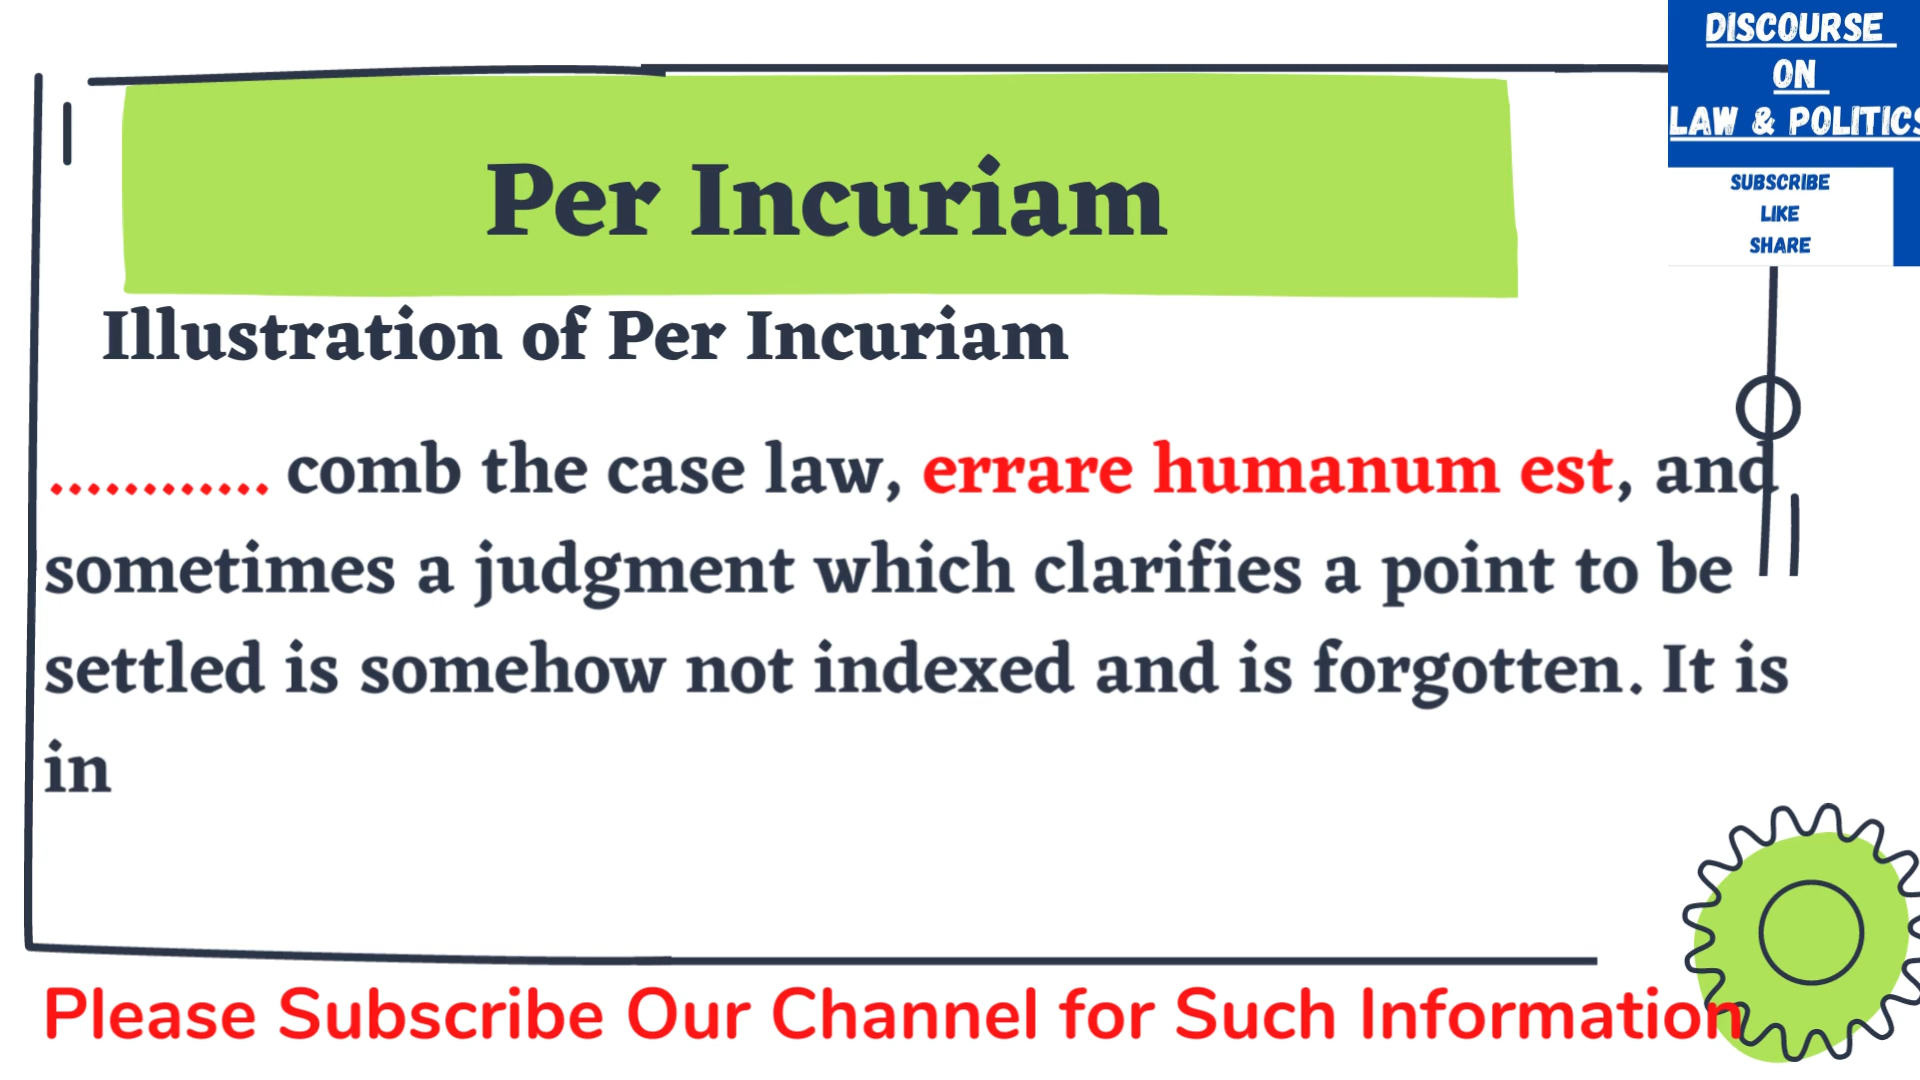 DISCOURSE
ON
LAW & POLITICS
SUBSCRIBE
LIKE
SHARE
Per Incuriam
Illustration of Per Incuriam
............ comb the case law, errare humanum est, and
sometimes a judgment which clarifies a point to be
settled is somehow not indexed and is forgotten. It is
in
Please Subscribe Our Channel for Such Information